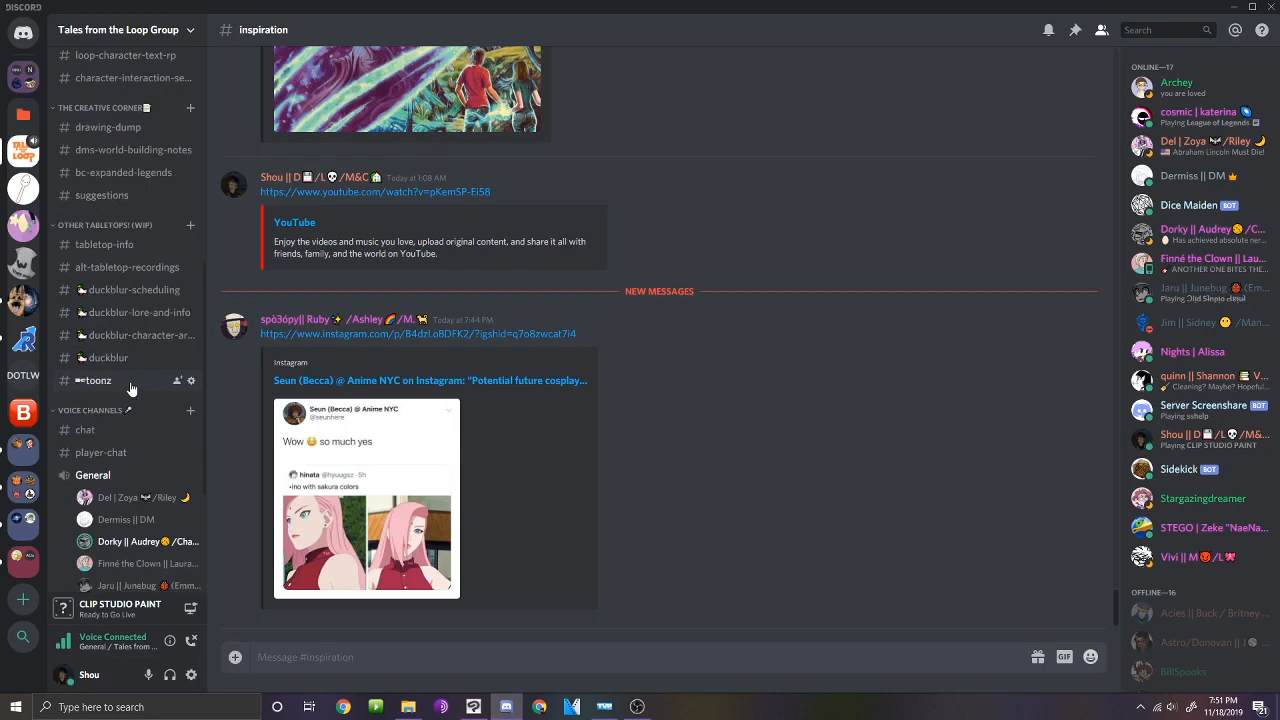 DISCORD
Tales from the Loop Group
# inspiration
Search
# loop-character-text-rp
# character-interaction-se...
THE CREATIVE CORNER
# drawing-dump
# dms-world-building-notes
# bc-expanded-legends
# suggestions
OTHER TABLETOPS! (WIP)
# tabletop-info
# alt-tabletop-recordings
# duckblur-scheduling
# duckblur-lore-and-info
# duckblur-character-ar...
# duckblur
toonz
VOICE CHANNELS
chat
player-chat
General
Del | Zoya /Riley
Dermiss || DM
Dorky || Audrey /Cha...
Finné the Clown || Laura...
Jaru || Junebug (Emm...
CLIP STUDIO PAINT
Ready to Go Live
Voice Connected
General / Tales from ...
Shou
DOTLW
N
Shou || D /L /M&C Today at 1:08 AM
https://www.youtube.com/watch?v=pKemSP-Ei58
YouTube
Enjoy the videos and music you love, upload original content, and share it all with
friends, family, and the world on YouTube.
NEW MESSAGES
spò3ópy|| Ruby /Ashley /M. Today at 7:44 PM
https://www.instagram.com/p/B4dzLoBDFK2/?igshid=q7o8zwcat7i4
Instagram
Seun (Becca) @ Anime NYC on Instagram: "Potential future cosplay...
Seun (Becca) @ Anime NYC
@seunhere
Wow 😳 so much yes
hinata @hyuugsz · 5h
•ino with sakura colors
Message #inspiration
GIF
ONLINE—17
Archey
you are loved
cosmic | katerina
Playing League of Legends
Del | Zoya /Riley
Abraham Lincoln Must Die!
Dermiss || DM
Dice Maiden BOT
Dorky || Audrey /C...
Has achieved absolute ner...
Finné the Clown || Lau...
ANOTHER ONE BITES THE...
Jaru || Junebug (Em...
Jim || Sidney /Man...
Nights | Alissa
quinn || Shannon V...
Cleaning? Maybe? Hopeful...
Server Screenshare BOT
Playing sshelp
Shou || D /L /M&...
Playing CLIP STUDIO PAINT
BOT
Stargazingdreamer
STEGO | Zeke "NaeNa...
Vivi || M /L
OFFLINE—16
Acies || Buck / Britney ...
Astro/Donovan || J ...
BillSpooks
Type here to search
7:51 PM
11/18/2019